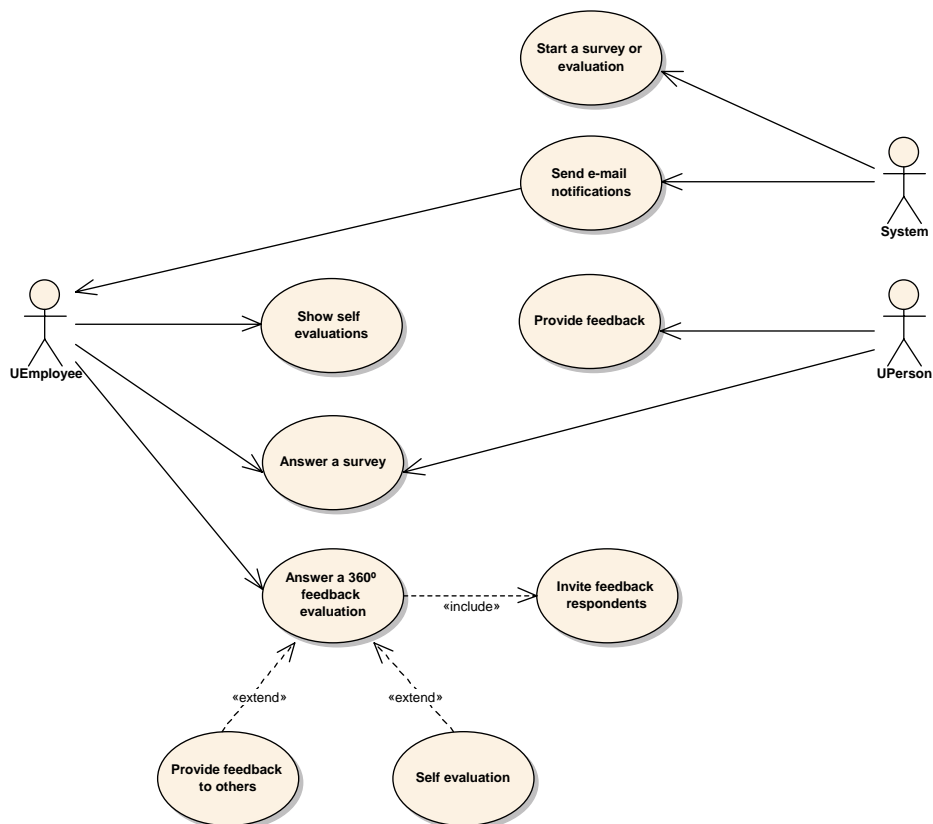 Start a survey or
evaluation
Send e-mail
notifications
System
UEmployee
Show self
evaluations
Provide feedback
UPerson
Answer a survey
Answer a 360º
feedback
evaluation
«include»
Invite feedback
respondents
«extend»
«extend»
Provide feedback
to others
Self evaluation